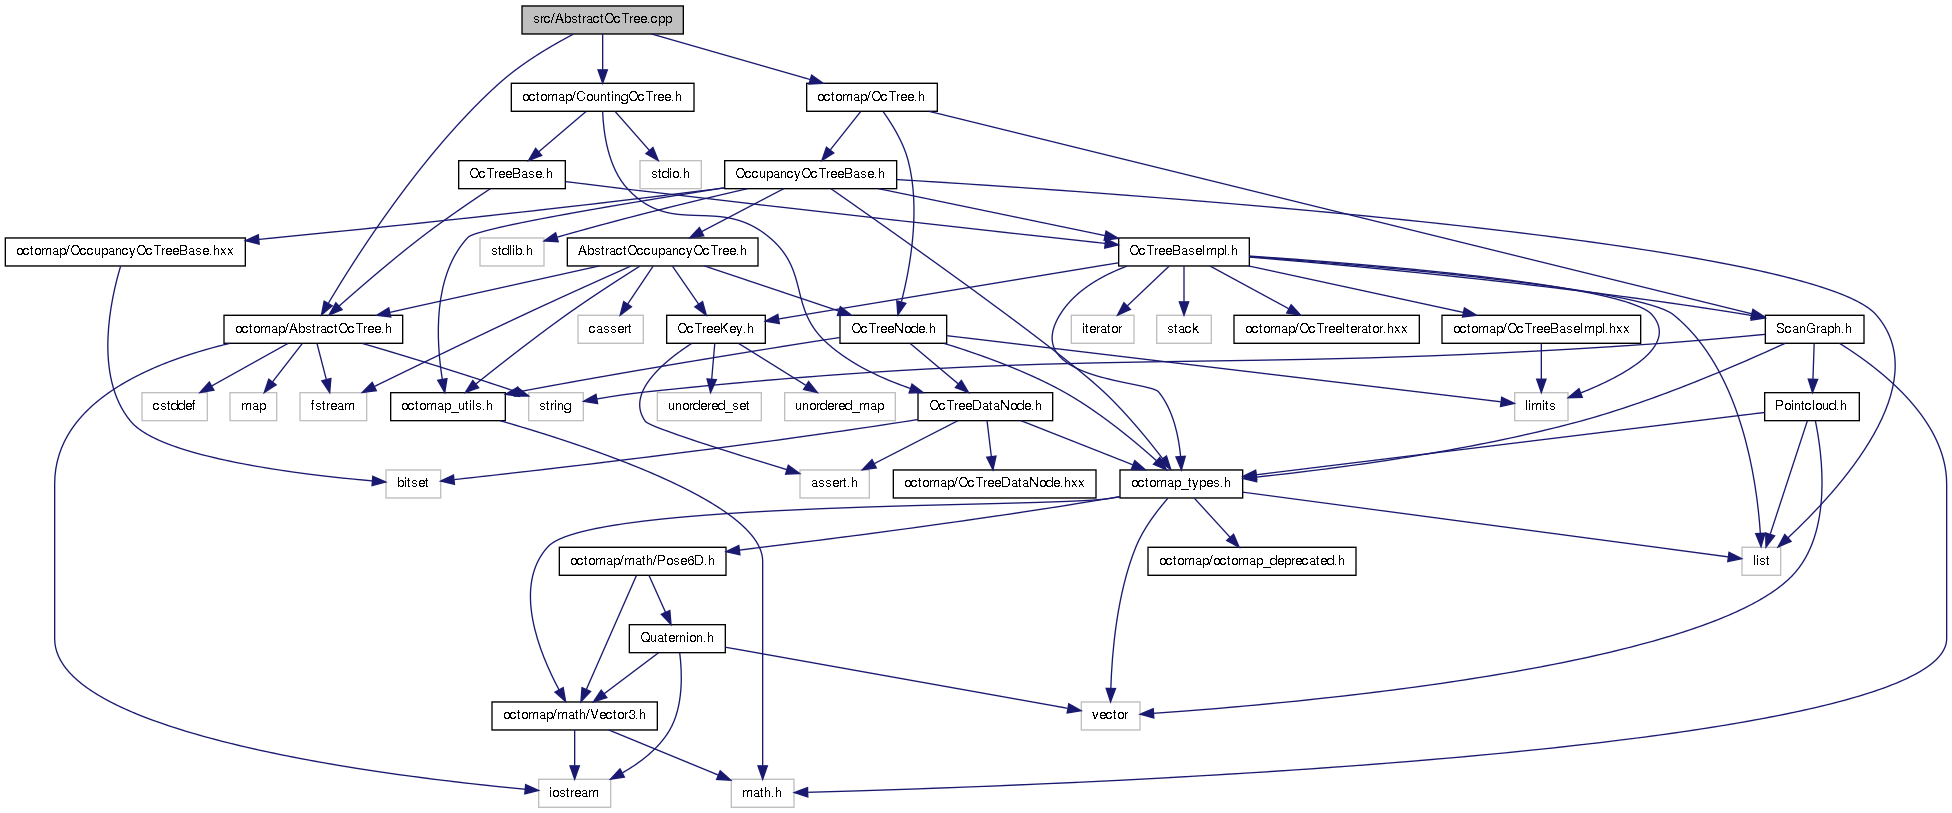 src/AbstractOcTree.cpp
octomap/CountingOcTree.h
octomap/OcTree.h
OcTreeBase.h
stdio.h
OccupancyOcTreeBase.h
octomap/OccupancyOcTreeBase.hxx
stdlib.h
AbstractOccupancyOcTree.h
OcTreeBaseImpl.h
octomap/AbstractOcTree.h
cassert
OcTreeKey.h
OcTreeNode.h
iterator
stack
octomap/OcTreeIterator.hxx
octomap/OcTreeBaseImpl.hxx
ScanGraph.h
cstddef
map
fstream
octomap_utils.h
string
unordered_set
unordered_map
OcTreeDataNode.h
limits
Pointcloud.h
bitset
assert.h
octomap/OcTreeDataNode.hxx
octomap_types.h
octomap/math/Pose6D.h
octomap/octomap_deprecated.h
list
Quaternion.h
octomap/math/Vector3.h
vector
iostream
math.h